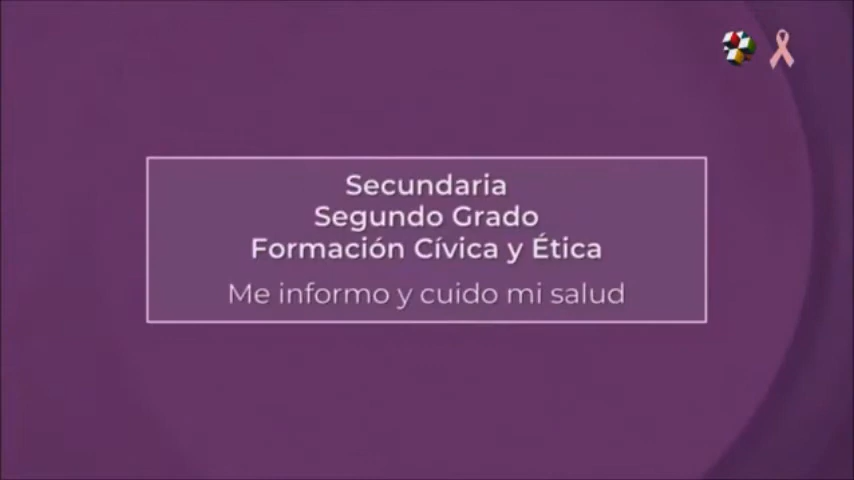 Secundaria
Segundo Grado
Formación Cívica y Ética
Me informo y cuido mi salud